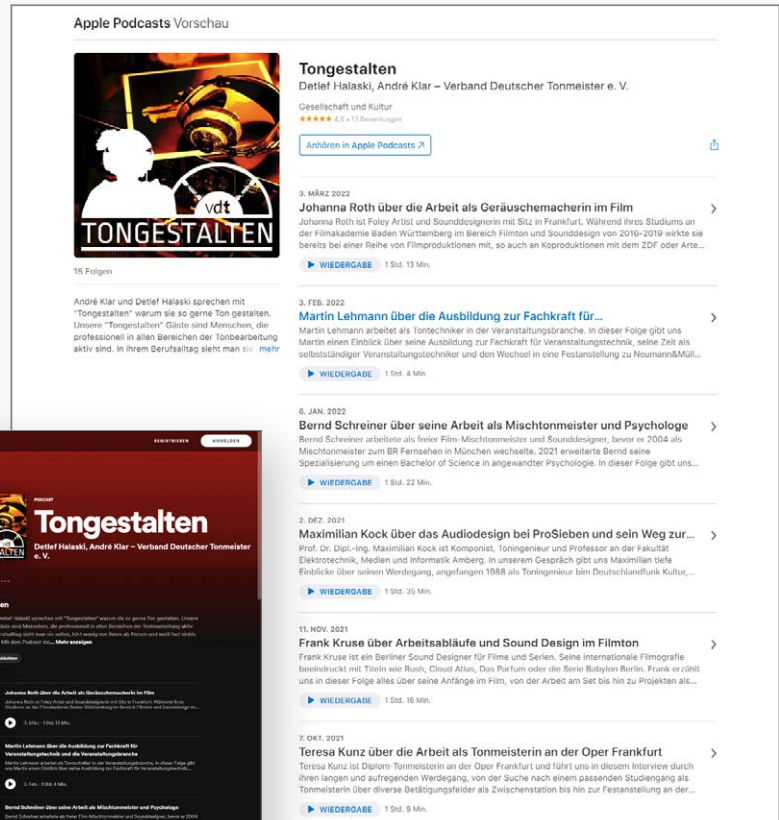 Apple Podcasts Vorschau
vdt
TONGESTALTEN
15 Folgen
André Klar und Detlef Halaski sprechen mit
"Tongestalten" warum sie so gerne Ton gestalten.
Unsere "Tongestalten" Gäste sind Menschen, die
professionell in allen Bereichen der Tonbearbeitung
aktiv sind. In ihrem Berufsalltag sieht man sie mehr
Tongestalten
Detlef Halaski, André Klar – Verband Deutscher Tonmeister e. V.
Gesellschaft und Kultur
★★★★★ 4,6 • 13 Bewertungen
Anhören in Apple Podcasts ↗
3. MÄRZ 2022
Johanna Roth über die Arbeit als Geräuschemacherin im Film
Johanna Roth ist Foley Artist und Sounddesignerin mit Sitz in Frankfurt. Während ihres Studiums an
der Filmakademie Baden Württemberg im Bereich Filmton und Sounddesign von 2016-2019 wirkte sie
bereits bei einer Reihe von Filmproduktionen mit, so auch an Koproduktionen mit dem ZDF oder Arte...
WIEDERGABE 1 Std. 13 Min.
3. FEB. 2022
Martin Lehmann über die Ausbildung zur Fachkraft für...
Martin Lehmann arbeitet als Tontechniker in der Veranstaltungsbranche. In dieser Folge gibt uns
Martin einen Einblick über seine Ausbildung zur Fachkraft für Veranstaltungstechnik, seine Zeit als
selbstständiger Veranstaltungstechniker und den Wechsel in eine Festanstellung zu Neumann&Müll...
WIEDERGABE 1 Std. 4 Min.
6. JAN. 2022
Bernd Schreiner über seine Arbeit als Mischtonmeister und Psychologe
Bernd Schreiner arbeitete als freier Film-Mischtonmeister und Sounddesigner, bevor er 2004 als
Mischtonmeister zum BR Fernsehen in München wechselte. 2021 erweiterte Bernd seine
Spezialisierung um einen Bachelor of Science in angewandter Psychologie. In dieser Folge gibt uns...
WIEDERGABE 1 Std. 22 Min.
2. DEZ. 2021
Maximilian Kock über das Audiodesign bei ProSieben und sein Weg zur...
Prof. Dr. Dipl.-Ing. Maximilian Kock ist Komponist, Toningenieur und Professor an der Fakultät
Elektrotechnik, Medien und Informatik Amberg. In unserem Gespräch gibt uns Maximilian tiefe
Einblicke über seinen Werdegang, angefangen 1988 als Toningenieur bim Deutschlandfunk Kultur,...
WIEDERGABE 1 Std. 35 Min.
11. NOV. 2021
Frank Kruse über Arbeitsabläufe und Sound Design im Filmton
Frank Kruse ist ein Berliner Sound Designer für Filme und Serien. Seine internationale Filmografie
beeindruckt mit Titeln wie Rush, Cloud Atlas, Das Parfum oder die Serie Babylon Berlin. Frank erzählt
uns in dieser Folge alles über seine Anfänge im Film, von der Arbeit am Set bis hin zu Projekten als...
WIEDERGABE 1 Std. 16 Min.
7. OKT. 2021
Teresa Kunz über die Arbeit als Tonmeisterin an der Oper Frankfurt
Teresa Kunz ist Diplom-Tonmeisterin an der Oper Frankfurt und führt uns in diesem Interview durch
ihren langen und aufregenden Werdegang, von der Suche nach einem passenden Studiengang als
Tonmeisterin über diverse Betätigungsfelder als Zwischenstation bis hin zur Festanstellung an der...
WIEDERGABE 1 Std. 9 Min.
REGISTRIEREN ANMELDEN
PODCAST
Tongestalten
Detlef Halaski, André Klar – Verband Deutscher Tonmeister
e. V.
Mehr anzeigen
Johanna Roth über die Arbeit als Geräuschemacherin im Film
3. März · 1 Std. 13 Min.
Martin Lehmann über die Ausbildung zur Fachkraft für
Veranstaltungstechnik und die Veranstaltungsbranche
3. Feb. · 1 Std. 4 Min.
Bernd Schreiner über seine Arbeit als Mischtonmeister und Psychologe